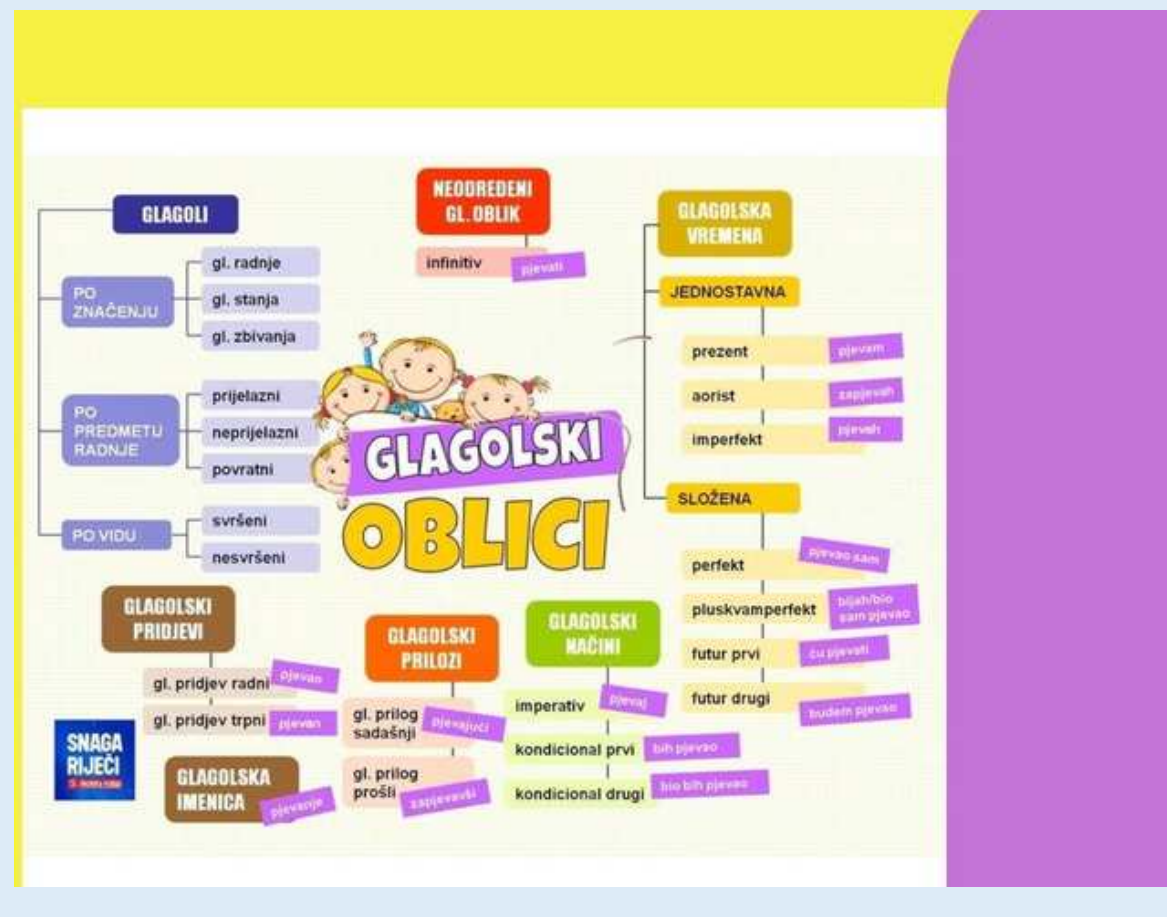 GLAGOLI
PO
ZNAČENJU
gl. radnje
gl. stanja
gl. zbivanja
PO
PREDMETU
RADNJE
prijelazni
neprijelazni
povratni
PO VIDU
svršeni
nesvršeni
NEODREĐENI
GL. OBLIK
infinitiv
pjevati
GLAGOLSKA
VREMENA
JEDNOSTAVNA
prezent
pjevam
aorist
zapjevah
imperfekt
pjevah
SLOŽENA
perfekt
pjevao sam
pluskvamperfekt
bijah/bio
sam pjevao
futur prvi
ću pjevati
futur drugi
budem pjevao
GLAGOLSKI
OBLICI
GLAGOLSKI
PRIDJEVI
gl. pridjev radni
pjevao
gl. pridjev trpni
pjevan
GLAGOLSKA
IMENICA
pjevanje
GLAGOLSKI
PRILOZI
gl. prilog
sadašnji
pjevajući
gl. prilog
prošli
zapjevavši
GLAGOLSKI
NAČINI
imperativ
pjevaj
kondicional prvi
bih pjevao
kondicional drugi
bio bih pjevao
SNAGA
RIJEČI